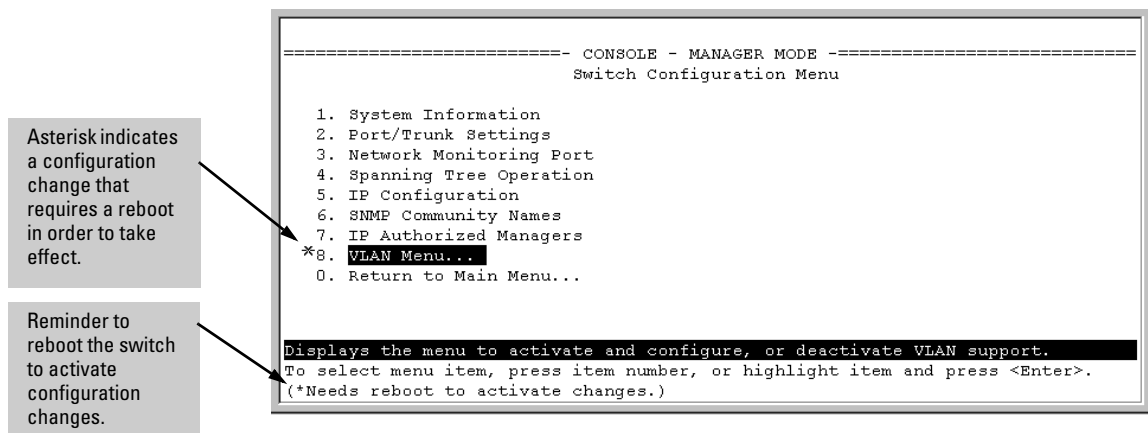 ==========================- CONSOLE - MANAGER MODE -============================
Switch Configuration Menu
1. System Information
2. Port/Trunk Settings
3. Network Monitoring Port
4. Spanning Tree Operation
5. IP Configuration
6. SNMP Community Names
7. IP Authorized Managers
*8. VLAN Menu...
0. Return to Main Menu...
Displays the menu to activate and configure, or deactivate VLAN support.
To select menu item, press item number, or highlight item and press <Enter>.
(*Needs reboot to activate changes.)
Asterisk indicates
a configuration
change that
requires a reboot
in order to take
effect.
Reminder to
reboot the switch
to activate
configuration
changes.